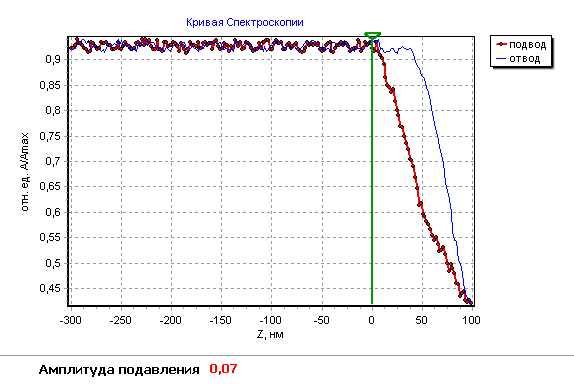 Кривая Спектроскопии
подвод
отвод
отн. ед. A/Amax
0,9
0,85
0,8
0,75
0,7
0,65
0,6
0,55
0,5
0,45
-300 -250 -200 -150 -100 -50 0 50 100
Z, нм
Амплитуда подавления 0,07